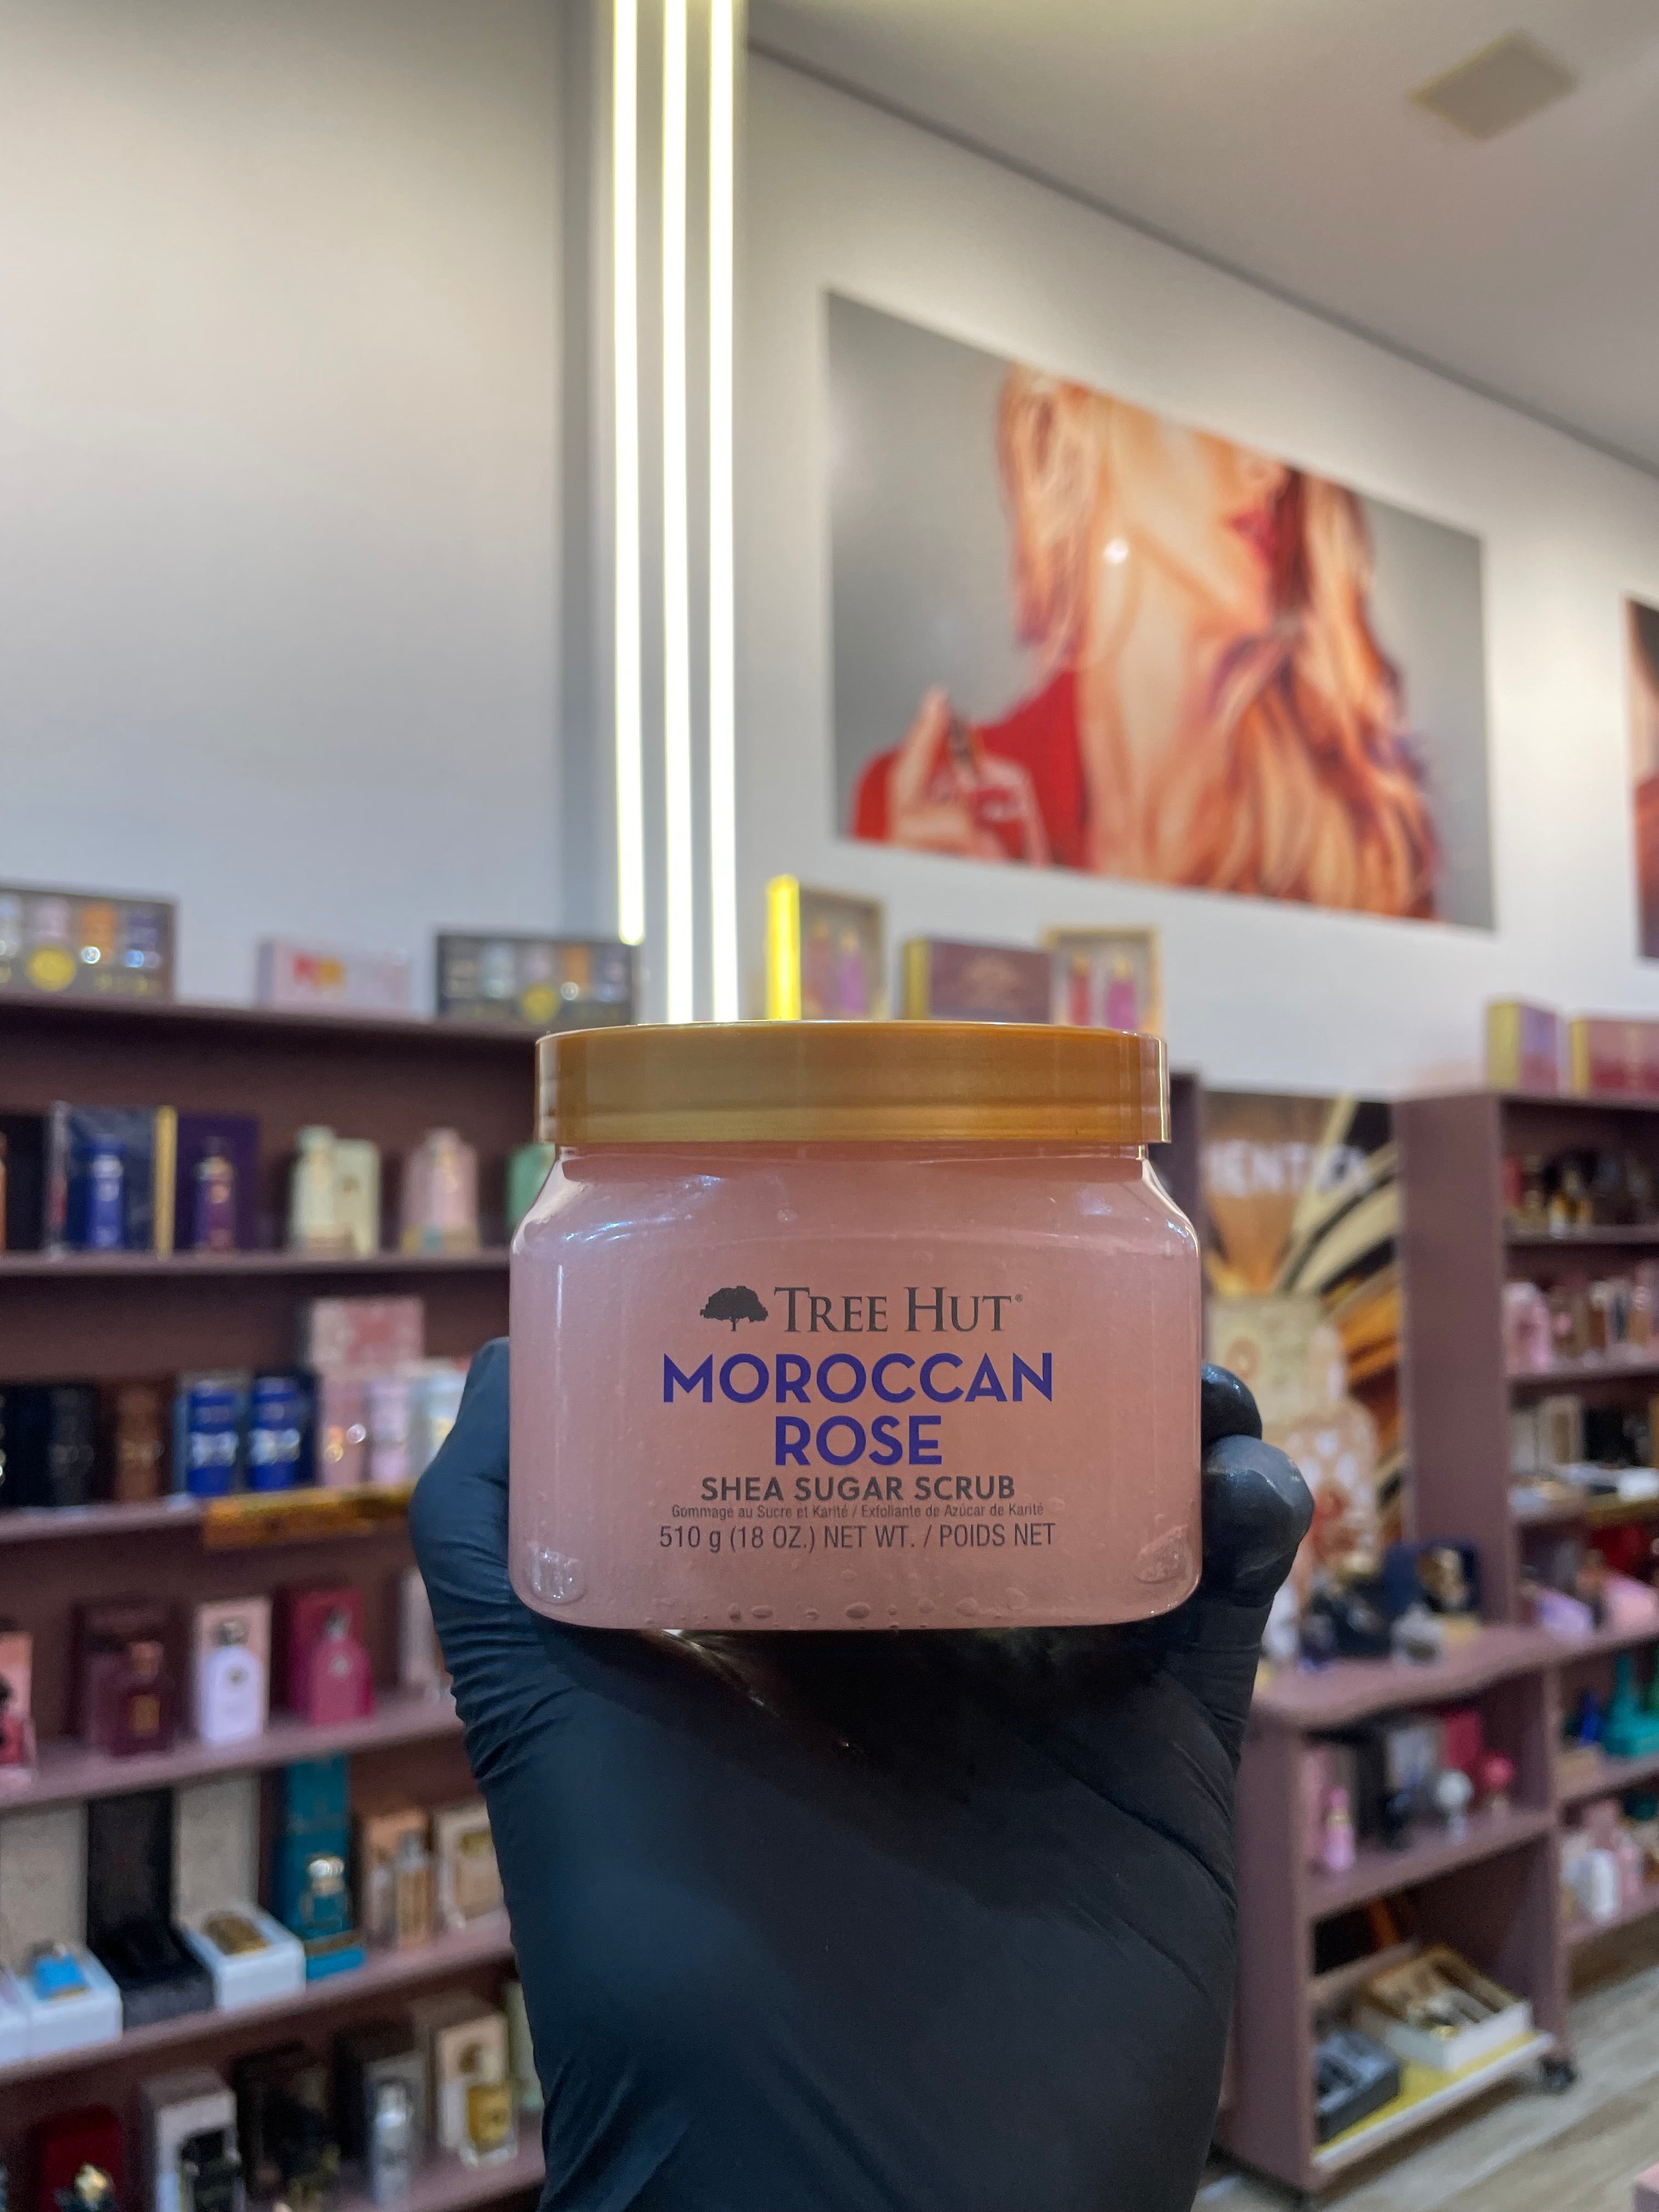 TREE HUT®
MOROCCAN
ROSE
SHEA SUGAR SCRUB
Gommage au Sucre et Karité / Exfoliante de Azúcar de Karité
510 g (18 OZ.) NET WT. / POIDS NET